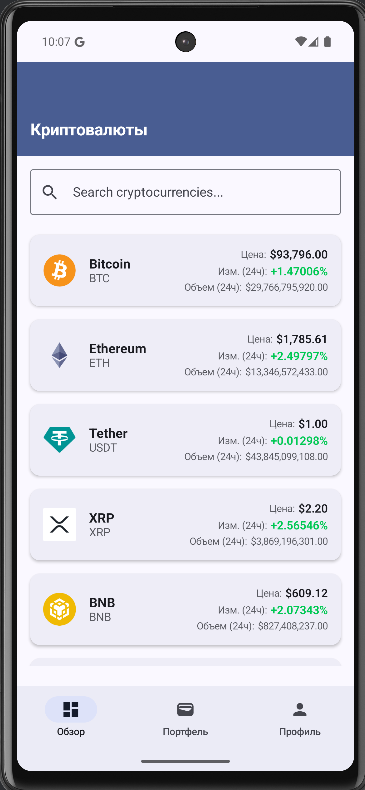 10:07
Криптовалюты
Search cryptocurrencies...
Bitcoin
BTC
Цена: $93,796.00
Изм. (24ч): +1.47006%
Объем (24ч): $29,766,795,920.00
Ethereum
ETH
Цена: $1,785.61
Изм. (24ч): +2.49797%
Объем (24ч): $13,346,572,433.00
Tether
USDT
Цена: $1.00
Изм. (24ч): +0.01298%
Объем (24ч): $43,845,099,108.00
XRP
XRP
Цена: $2.20
Изм. (24ч): +2.56546%
Объем (24ч): $3,869,196,301.00
BNB
BNB
Цена: $609.12
Изм. (24ч): +2.07343%
Объем (24ч): $827,408,237.00
Обзор
Портфель
Профиль